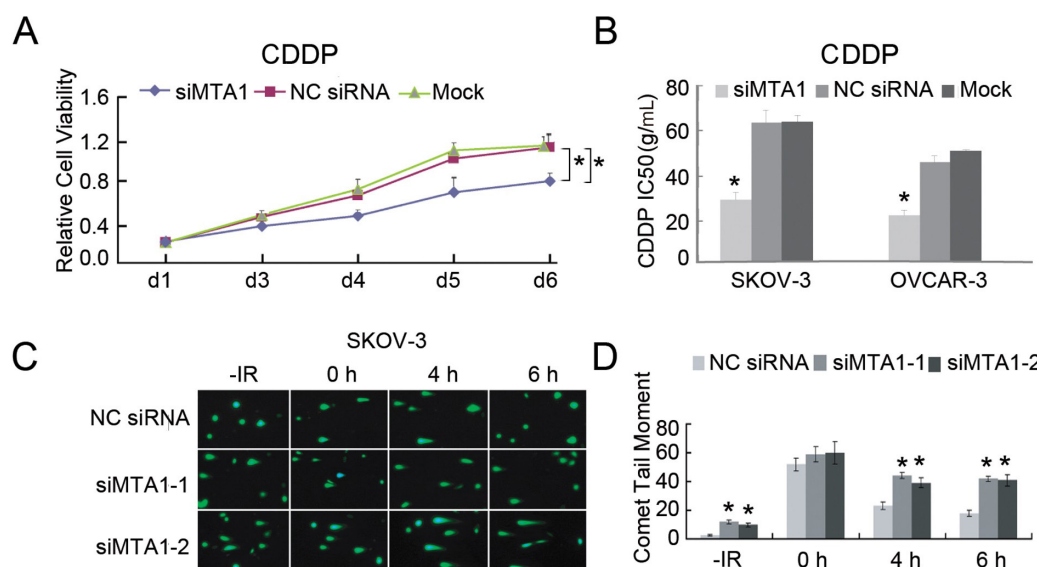 A
CDDP
siMTA1 NC siRNA Mock
Relative Cell Viability
1.6
1.2
0.8
0.4
0.0
* *
d1 d3 d4 d5 d6
B
CDDP
siMTA1 NC siRNA Mock
CDDP IC50(g/mL)
80
60
40
20
0
* *
SKOV-3 OVCAR-3
C
SKOV-3
-IR 0 h 4 h 6 h
NC siRNA
siMTA1-1
siMTA1-2
D
NC siRNA siMTA1-1 siMTA1-2
Comet Tail Moment
80
60
40
20
0
* * * * * *
-IR 0 h 4 h 6 h